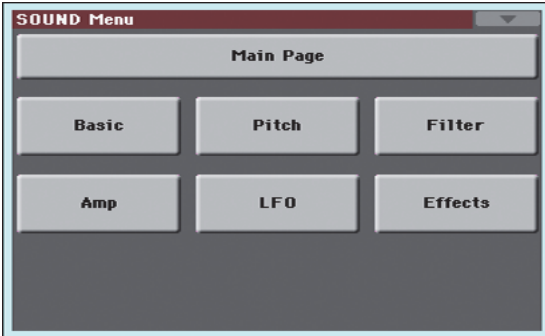 SOUND Menu
Main Page
Basic Pitch Filter
Amp LFO Effects